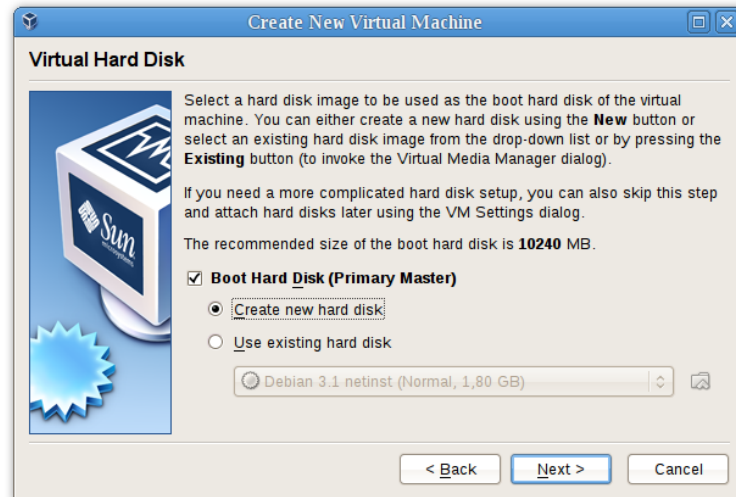 Create New Virtual Machine
Virtual Hard Disk
Select a hard disk image to be used as the boot hard disk of the virtual
machine. You can either create a new hard disk using the New button or
select an existing hard disk image from the drop-down list or by pressing the
Existing button (to invoke the Virtual Media Manager dialog).
If you need a more complicated hard disk setup, you can also skip this step
and attach hard disks later using the VM Settings dialog.
The recommended size of the boot hard disk is 10240 MB.
Sun
microsystems
Boot Hard Disk (Primary Master)
Create new hard disk
Use existing hard disk
Debian 3.1 netinst (Normal, 1,80 GB)
< Back
Next >
Cancel